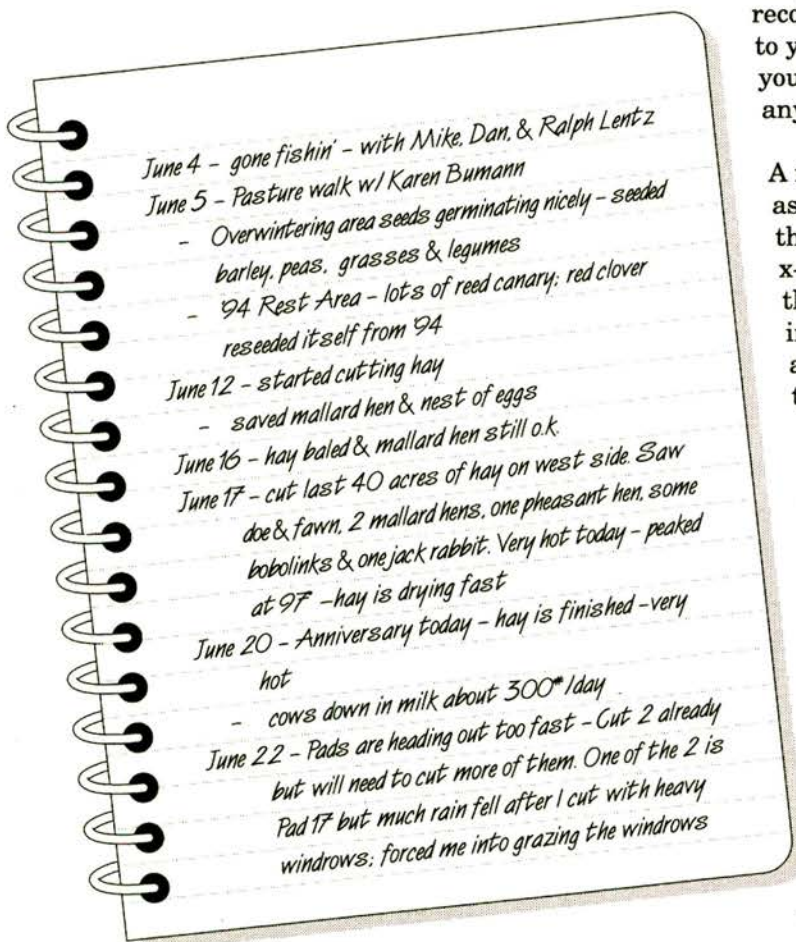 June 4 – gone fishin' – with Mike, Dan, & Ralph Lentz
June 5 – Pasture walk w/ Karen Bumann
– Overwintering area seeds germinating nicely – seeded
barley, peas, grasses & legumes
– '94 Rest Area – lots of reed canary; red clover
reseeded itself from '94
June 12 – started cutting hay
– saved mallard hen & nest of eggs
June 16 – hay baled & mallard hen still o.k.
June 17 – cut last 40 acres of hay on west side. Saw
doe & fawn, 2 mallard hens, one pheasant hen, some
bobolinks & one jack rabbit. Very hot today – peaked
at 97° – hay is drying fast
June 20 – Anniversary today – hay is finished – very
hot
– cows down in milk about 300# /day
June 22 – Pads are heading out too fast – Cut 2 already
but will need to cut more of them. One of the 2 is
Pad 17 but much rain fell after I cut with heavy
windrows; forced me into grazing the windrows
reco
to y
you
any
A
as
th
x-
th
i
a
t